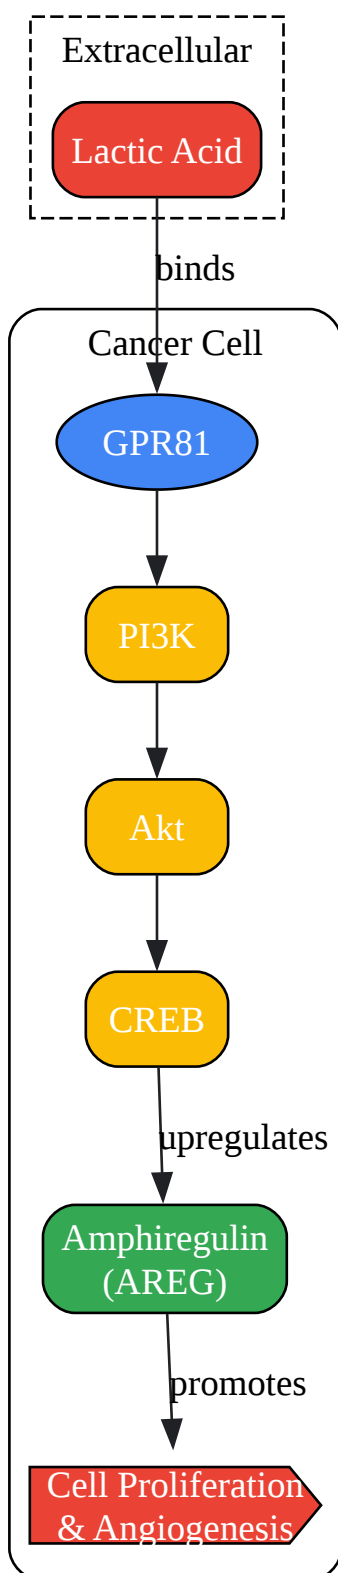 Extracellular
Lactic Acid
binds
Cancer Cell
GPR81
PI3K
Akt
CREB
upregulates
Amphiregulin
(AREG)
promotes
Cell Proliferation
& Angiogenesis